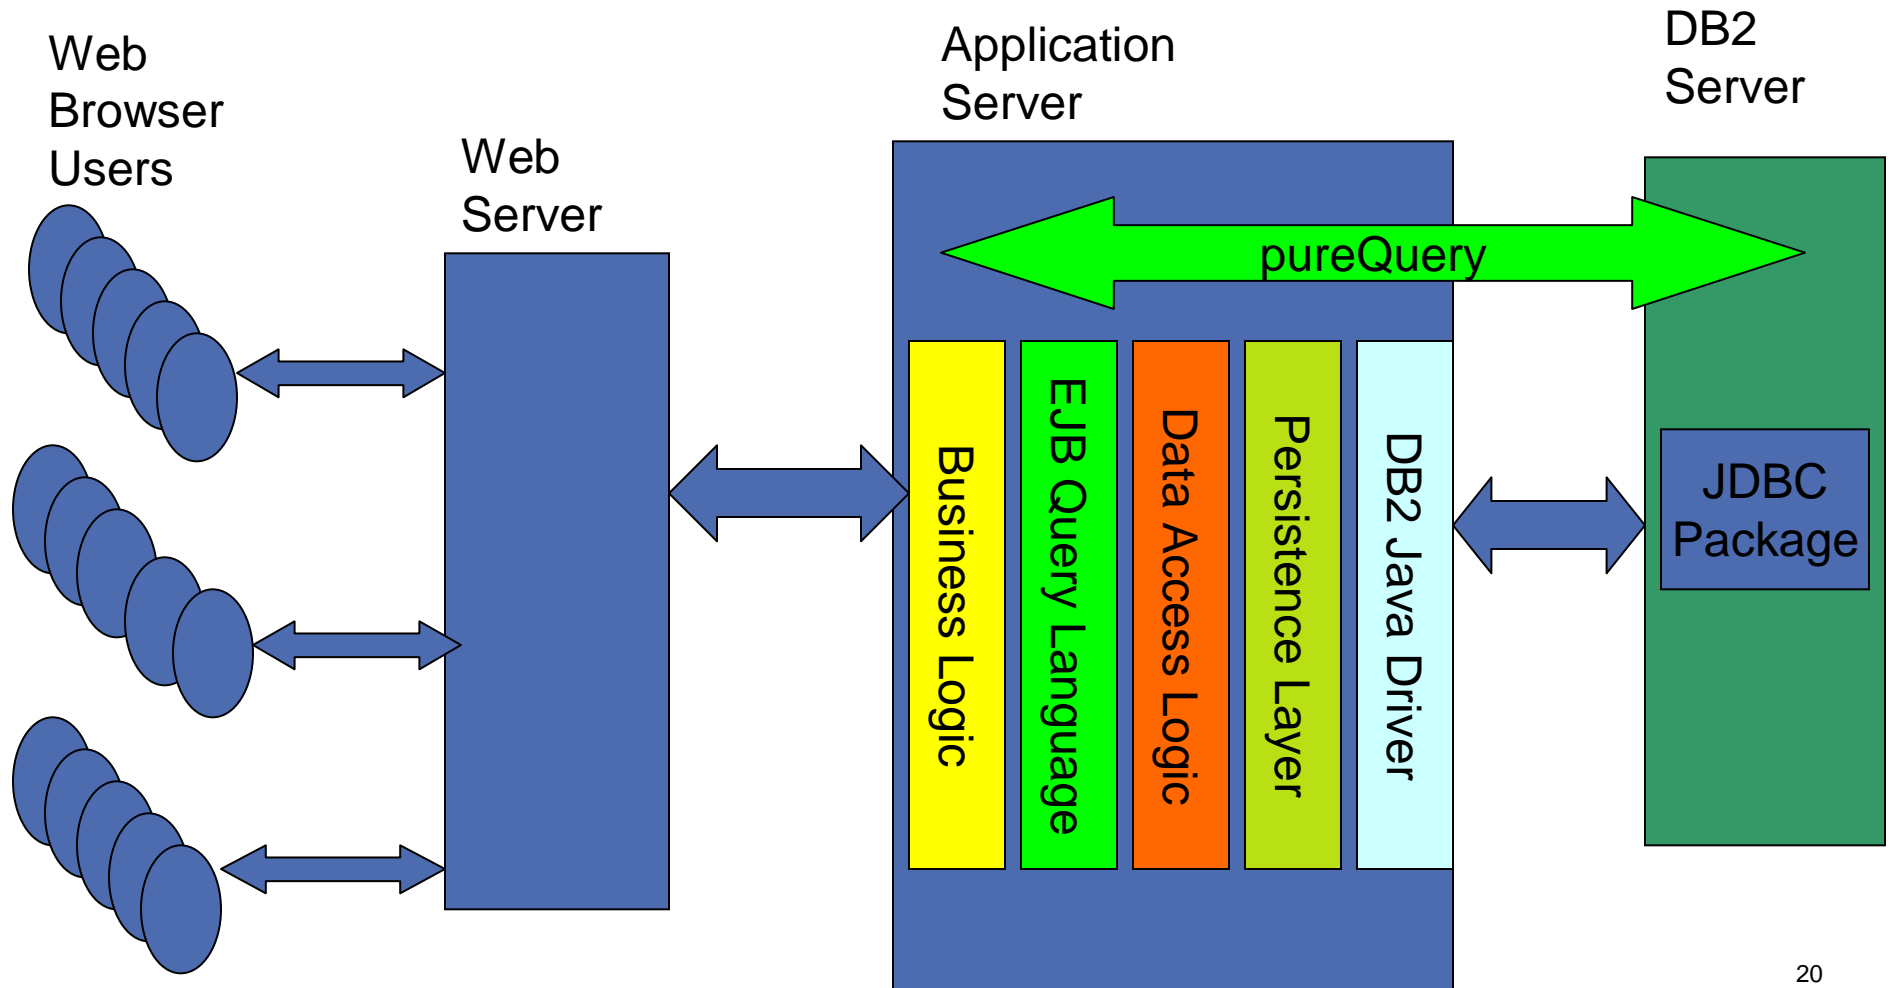 Web
Browser
Users
Web
Server
Application
Server
DB2
Server
pureQuery
Business Logic
EJB Query Language
Data Access Logic
Persistence Layer
DB2 Java Driver
JDBC
Package
20